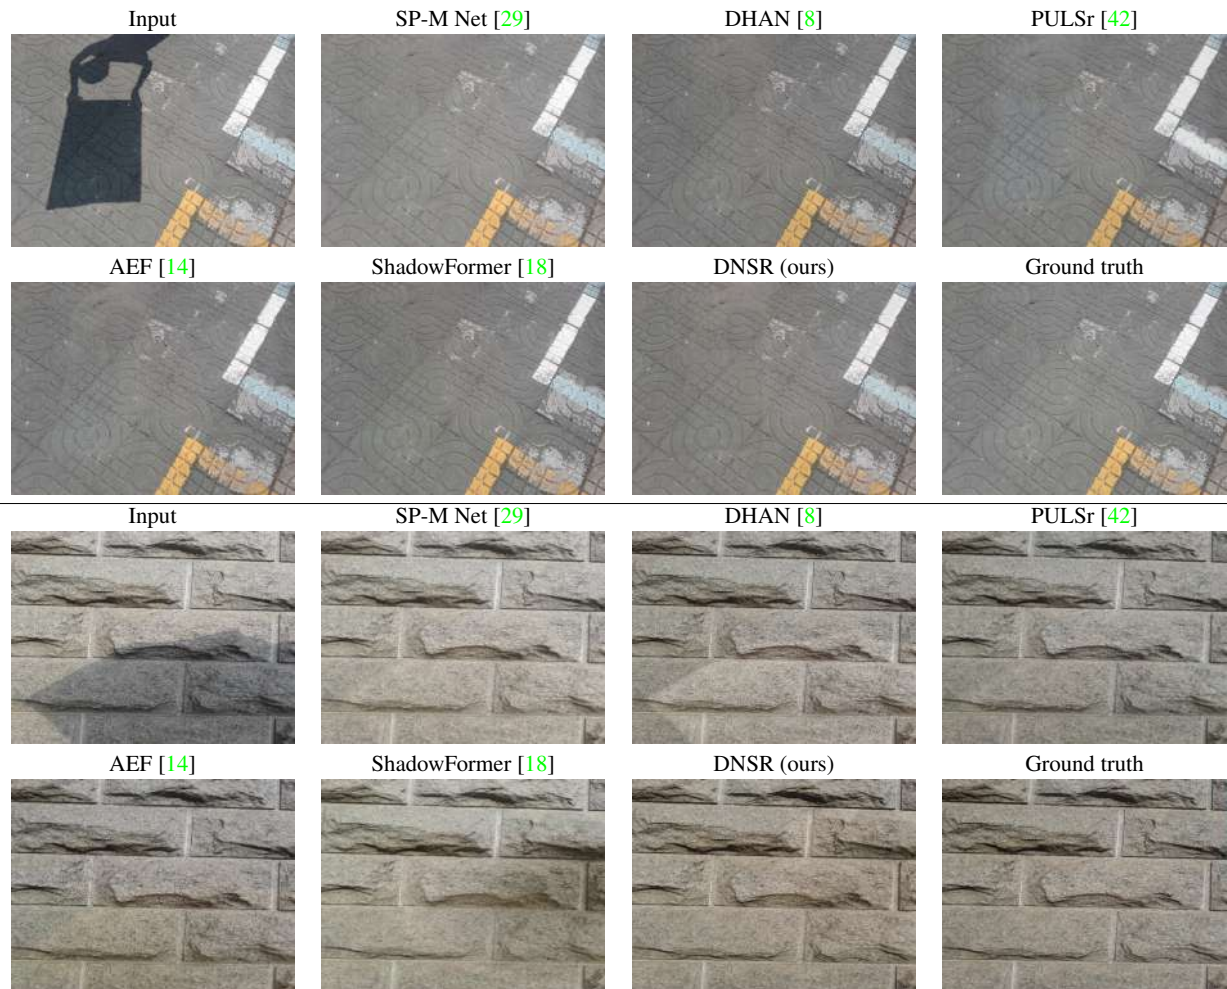 Input SP-M Net [29] DHAN [8] PULSr [42]
AEF [14] ShadowFormer [18] DNSR (ours) Ground truth
Input SP-M Net [29] DHAN [8] PULSr [42]
AEF [14] ShadowFormer [18] DNSR (ours) Ground truth